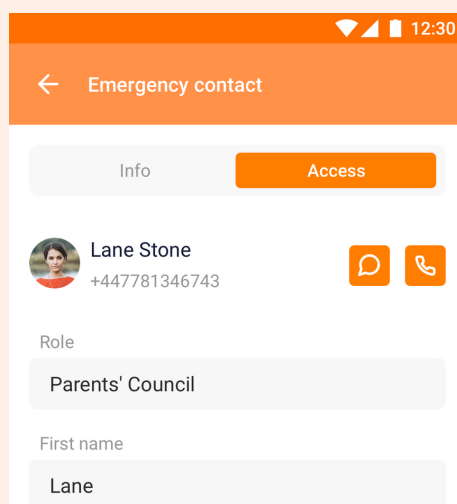 12:30
Emergency contact
Info
Access
Lane Stone
+447781346743
Role
Parents' Council
First name
Lane